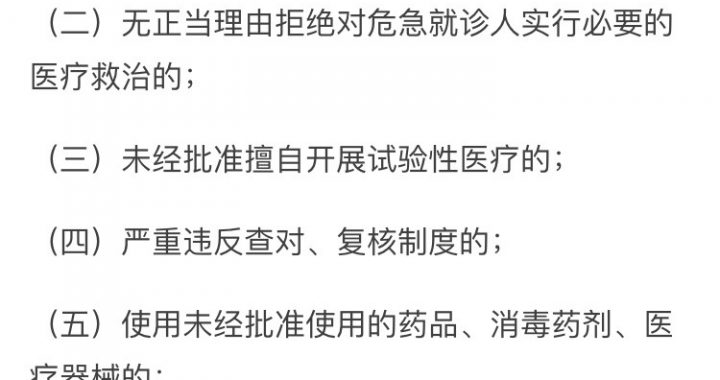 （二）无正当理由拒绝对危急就诊人实行必要的
医疗救治的；
（三）未经批准擅自开展试验性医疗的；
（四）严重违反查对、复核制度的；
（五）使用未经批准使用的药品、消毒药剂、医
疗器械的；